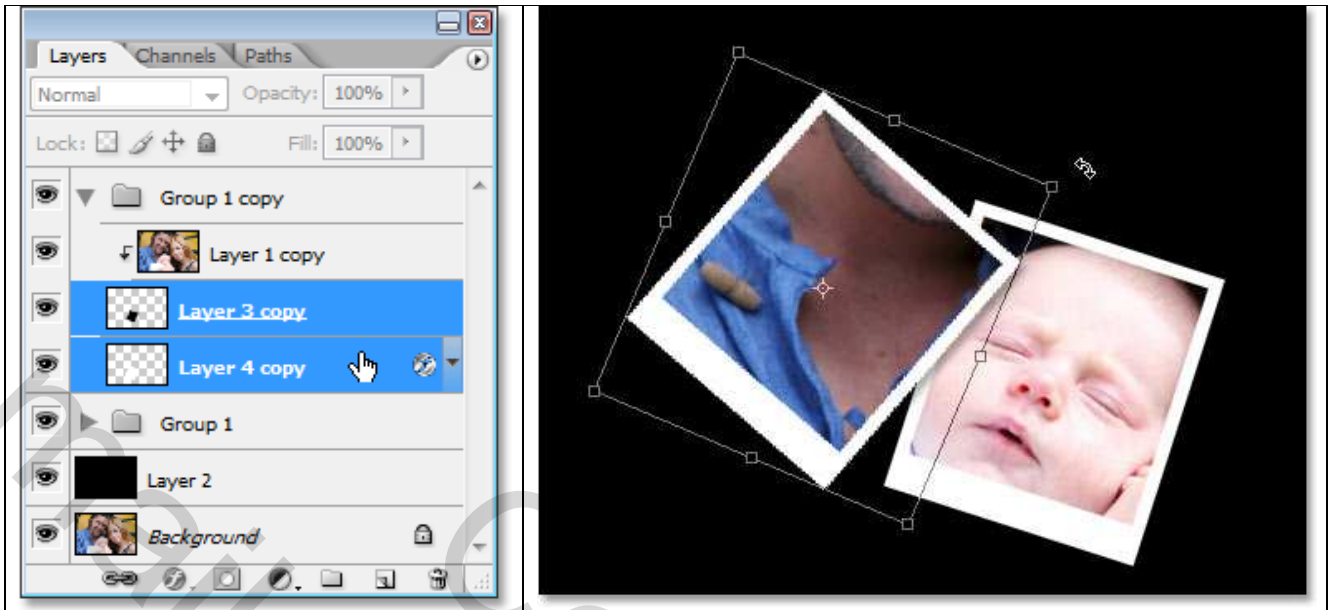 Layers Channels Paths
Normal Opacity: 100%
Lock: Fill: 100%
Group 1 copy
Layer 1 copy
Layer 3 copy
Layer 4 copy
Group 1
Layer 2
Background